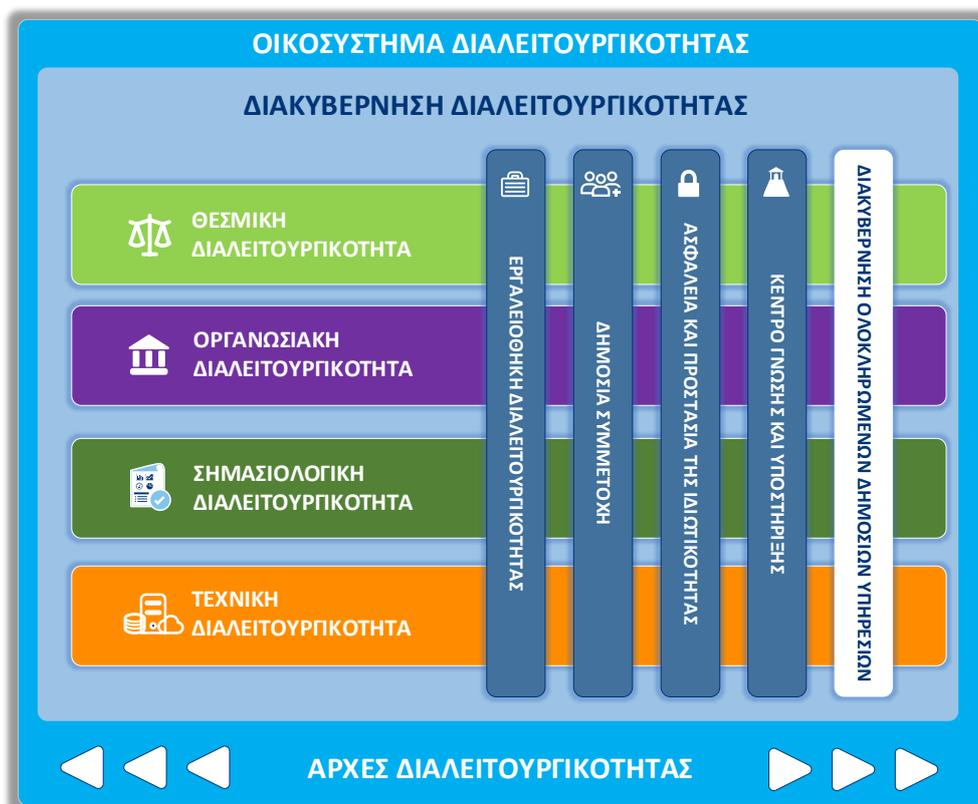 ΟΙΚΟΣΥΣΤΗΜΑ ΔΙΑΛΕΙΤΟΥΡΓΙΚΟΤΗΤΑΣ
ΔΙΑΚΥΒΕΡΝΗΣΗ ΔΙΑΛΕΙΤΟΥΡΓΙΚΟΤΗΤΑΣ
ΘΕΣΜΙΚΗ
ΔΙΑΛΕΙΤΟΥΡΓΙΚΟΤΗΤΑ
ΟΡΓΑΝΩΣΙΑΚΗ
ΔΙΑΛΕΙΤΟΥΡΓΙΚΟΤΗΤΑ
ΣΗΜΑΣΙΟΛΟΓΙΚΗ
ΔΙΑΛΕΙΤΟΥΡΓΙΚΟΤΗΤΑ
ΤΕΧΝΙΚΗ
ΔΙΑΛΕΙΤΟΥΡΓΙΚΟΤΗΤΑ
ΕΡΓΑΛΕΙΟΘΗΚΗ ΔΙΑΛΕΙΤΟΥΡΓΙΚΟΤΗΤΑΣ
ΔΗΜΟΣΙΑ ΣΥΜΜΕΤΟΧΗ
ΑΣΦΑΛΕΙΑ ΚΑΙ ΠΡΟΣΤΑΣΙΑ ΤΗΣ ΙΔΙΩΤΙΚΟΤΗΤΑΣ
ΚΕΝΤΡΟ ΓΝΩΣΗΣ ΚΑΙ ΥΠΟΣΤΗΡΙΞΗΣ
ΔΙΑΚΥΒΕΡΝΗΣΗ ΟΛΟΚΛΗΡΩΜΕΝΩΝ ΔΗΜΟΣΙΩΝ ΥΠΗΡΕΣΙΩΝ
ΑΡΧΕΣ ΔΙΑΛΕΙΤΟΥΡΓΙΚΟΤΗΤΑΣ